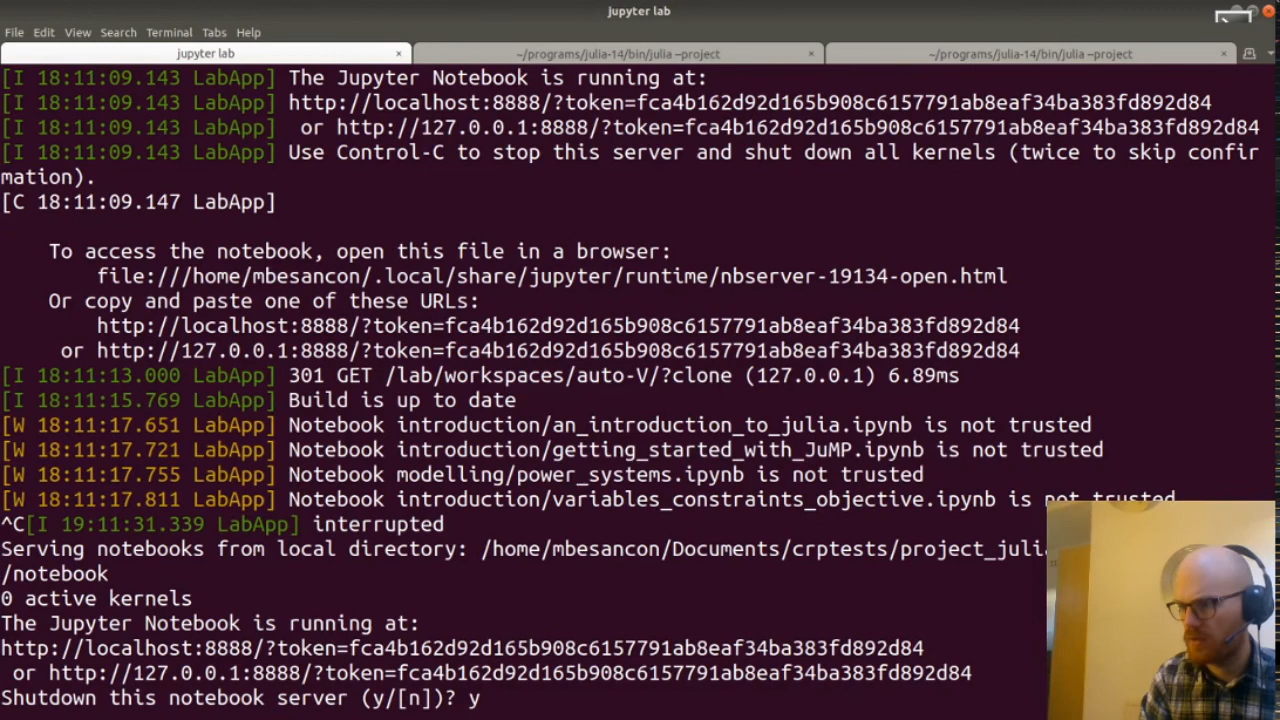 jupyter lab
File Edit View Search Terminal Tabs Help
jupyter lab × ~/programs/julia-14/bin/julia --project × ~/programs/julia-14/bin/julia --project ×
[I 18:11:09.143 LabApp] The Jupyter Notebook is running at:
[I 18:11:09.143 LabApp] http://localhost:8888/?token=fca4b162d92d165b908c6157791ab8eaf34ba383fd892d84
[I 18:11:09.143 LabApp]  or http://127.0.0.1:8888/?token=fca4b162d92d165b908c6157791ab8eaf34ba383fd892d84
[I 18:11:09.143 LabApp] Use Control-C to stop this server and shut down all kernels (twice to skip confir
mation).
[C 18:11:09.147 LabApp]
To access the notebook, open this file in a browser:
file:///home/mbesancon/.local/share/jupyter/runtime/nbserver-19134-open.html
Or copy and paste one of these URLs:
http://localhost:8888/?token=fca4b162d92d165b908c6157791ab8eaf34ba383fd892d84
or http://127.0.0.1:8888/?token=fca4b162d92d165b908c6157791ab8eaf34ba383fd892d84
[I 18:11:13.000 LabApp] 301 GET /lab/workspaces/auto-V/?clone (127.0.0.1) 6.89ms
[I 18:11:15.769 LabApp] Build is up to date
[W 18:11:17.651 LabApp] Notebook introduction/an_introduction_to_julia.ipynb is not trusted
[W 18:11:17.721 LabApp] Notebook introduction/getting_started_with_JuMP.ipynb is not trusted
[W 18:11:17.755 LabApp] Notebook modelling/power_systems.ipynb is not trusted
[W 18:11:17.811 LabApp] Notebook introduction/variables_constraints_objective.ipynb is not trusted
^C[I 19:11:31.339 LabApp] interrupted
Serving notebooks from local directory: /home/mbesancon/Documents/crptests/project_juli
/notebook
0 active kernels
The Jupyter Notebook is running at:
http://localhost:8888/?token=fca4b162d92d165b908c6157791ab8eaf34ba383fd892d84
or http://127.0.0.1:8888/?token=fca4b162d92d165b908c6157791ab8eaf34ba383fd892d84
Shutdown this notebook server (y/[n])? y